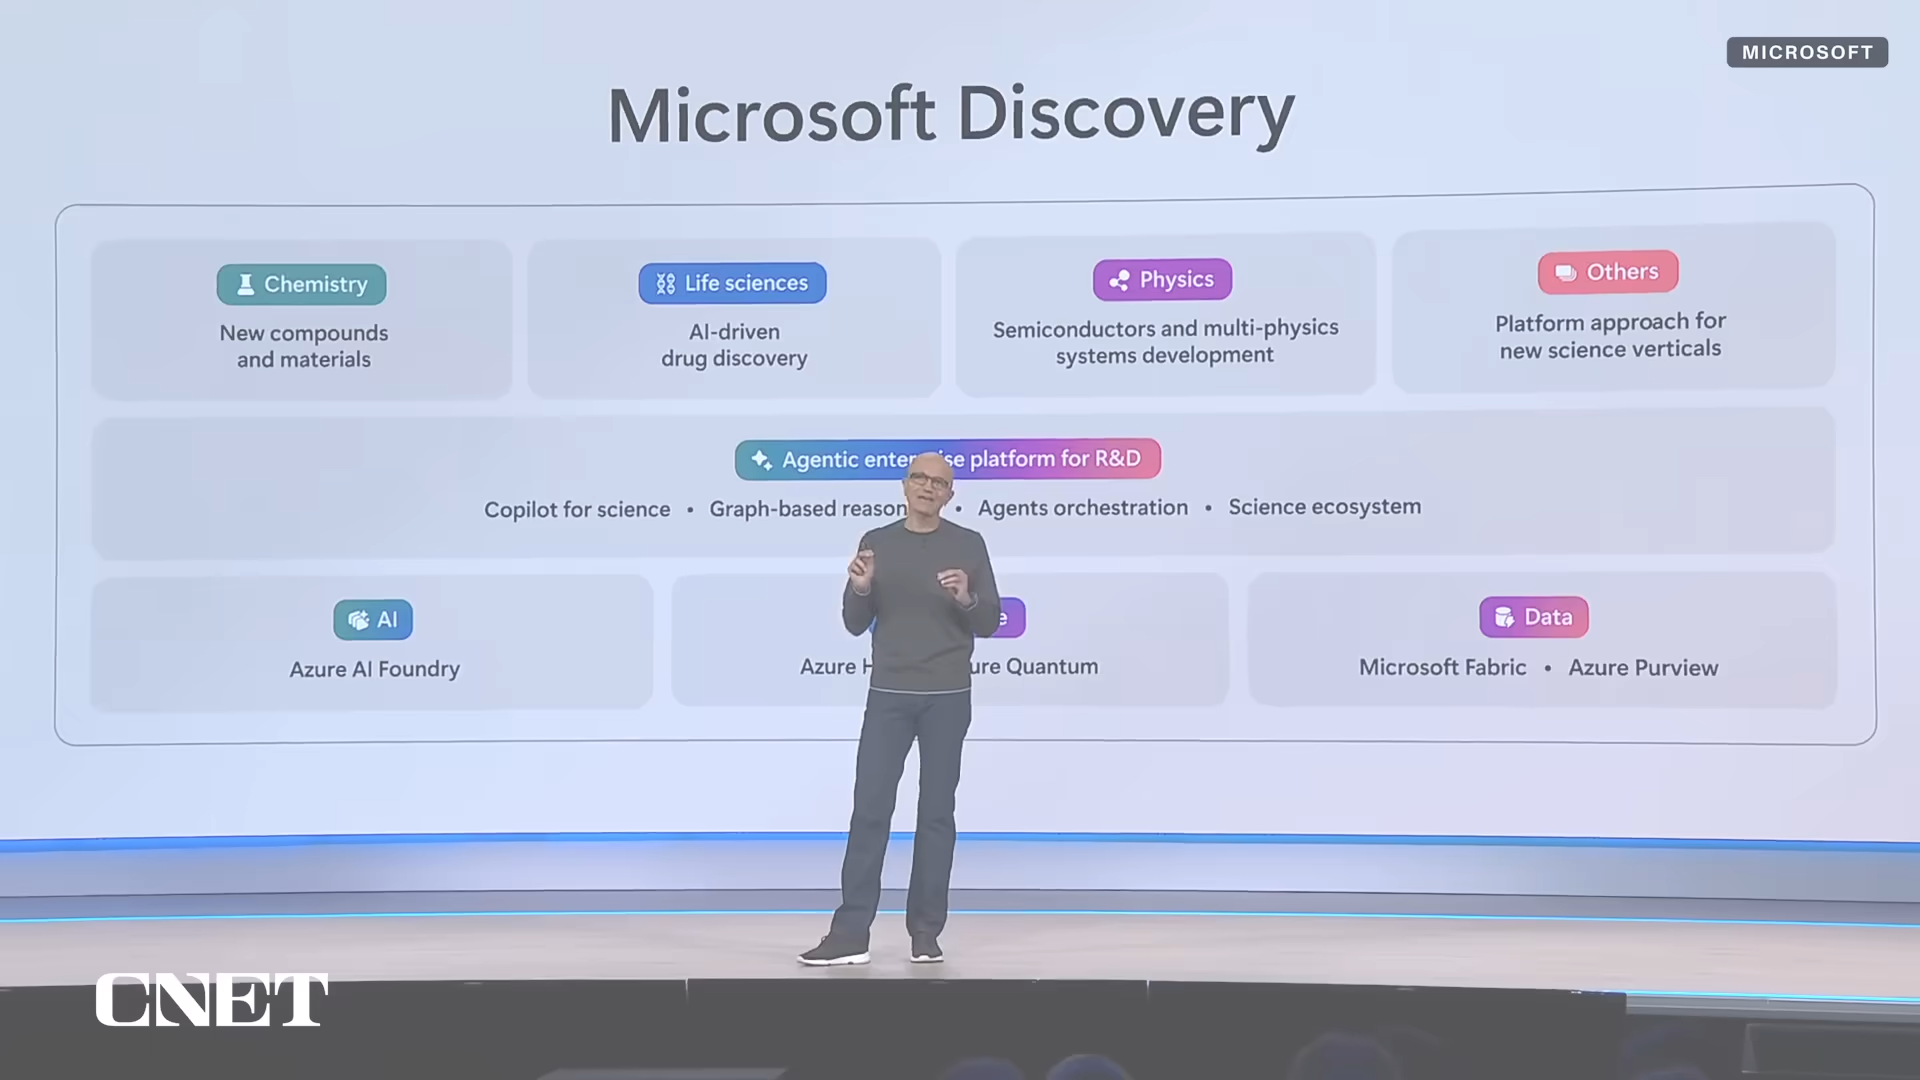 MICROSOFT
Microsoft Discovery
Chemistry
New compounds
and materials
Life sciences
AI-driven
drug discovery
Physics
Semiconductors and multi-physics
systems development
Others
Platform approach for
new science verticals
Agentic platform for R&D
Copilot for science • Graph-based • Agents orchestration • Science ecosystem
AI
Azure AI Foundry
Azure Quantum
Data
Microsoft Fabric • Azure Purview
CNET